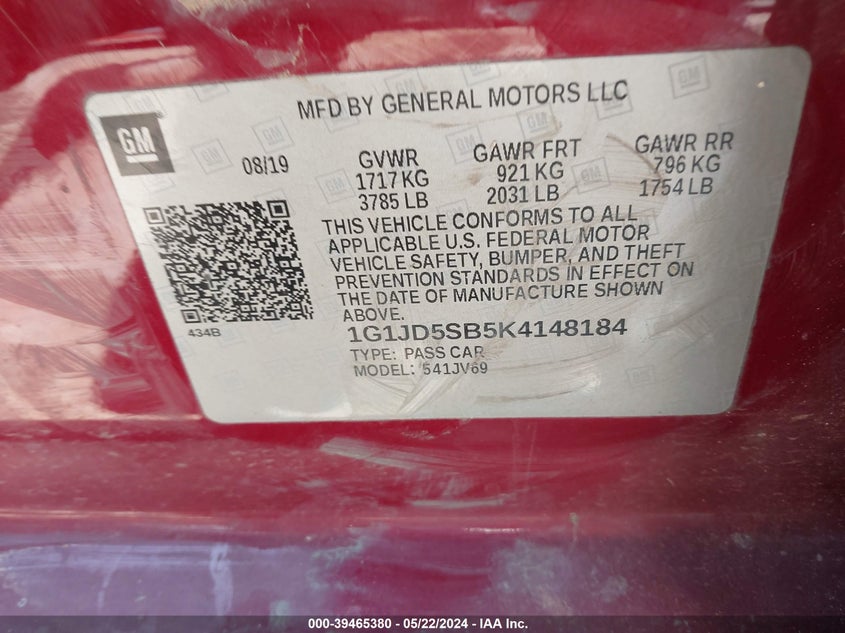 MFD BY GENERAL MOTORS LLC
GM
08/19
GVWR
1717 KG
3785 LB
GAWR FRT
921 KG
2031 LB
GAWR RR
796 KG
1754 LB
THIS VEHICLE CONFORMS TO ALL
APPLICABLE U.S. FEDERAL MOTOR
VEHICLE SAFETY, BUMPER, AND THEFT
PREVENTION STANDARDS IN EFFECT ON
THE DATE OF MANUFACTURE SHOWN
ABOVE.
434B
1G1JD5SB5K4148184
TYPE: PASS CAR
MODEL: 541JV69
000-39465380 - 05/22/2024 - IAA Inc.